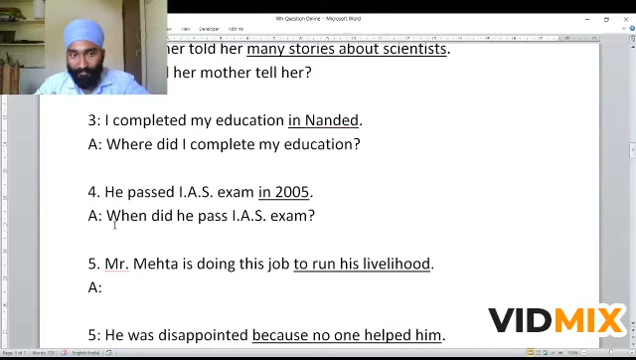 Wh-Question Online - Microsoft Word
her told her many stories about scientists.
her mother tell her?
3: I completed my education in Nanded.
A: Where did I complete my education?
4. He passed I.A.S. exam in 2005.
A: When did he pass I.A.S. exam?
5. Mr. Mehta is doing this job to run his livelihood.
A:
5: He was disappointed because no one helped him.
VIDMIX